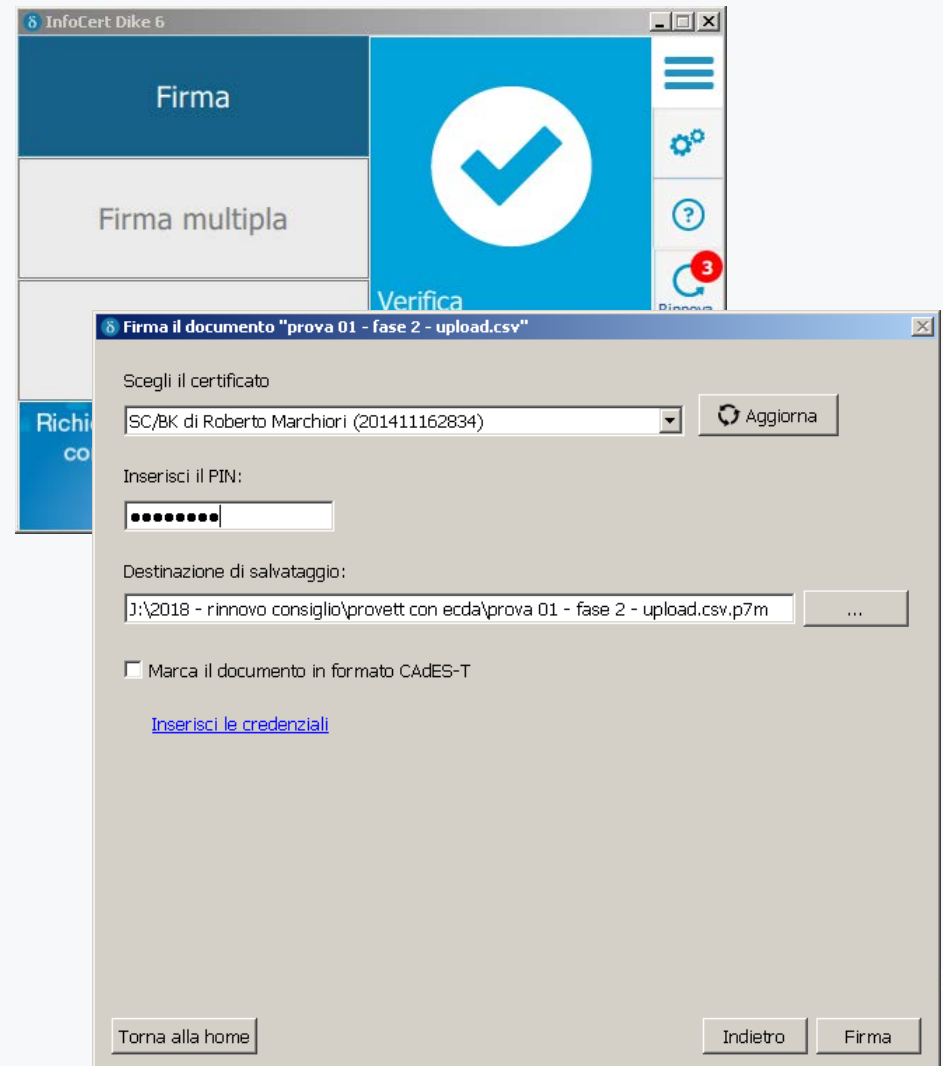 InfoCert Dike 6
Firma
Firma multipla
Verifica
3
Richi
co
Firma il documento "prova 01 - fase 2 - upload.csv"
Scegli il certificato
SC/BK di Roberto Marchiori (201411162834)
Aggiorna
Inserisci il PIN:
Destinazione di salvataggio:
J:\2018 - rinnovo consiglio\provett con ecda\prova 01 - fase 2 - upload.csv.p7m
...
Marca il documento in formato CAdES-T
Inserisci le credenziali
Torna alla home
Indietro
Firma